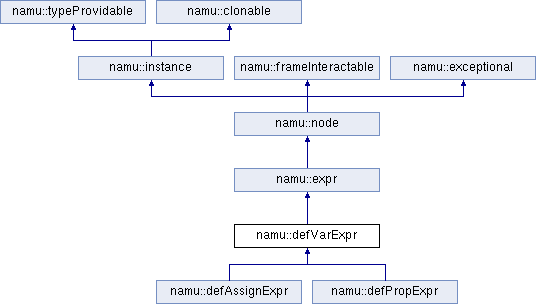 namu::typeProvidable
namu::clonable
namu::instance
namu::frameInteractable
namu::exceptional
namu::node
namu::expr
namu::defVarExpr
namu::defAssignExpr
namu::defPropExpr